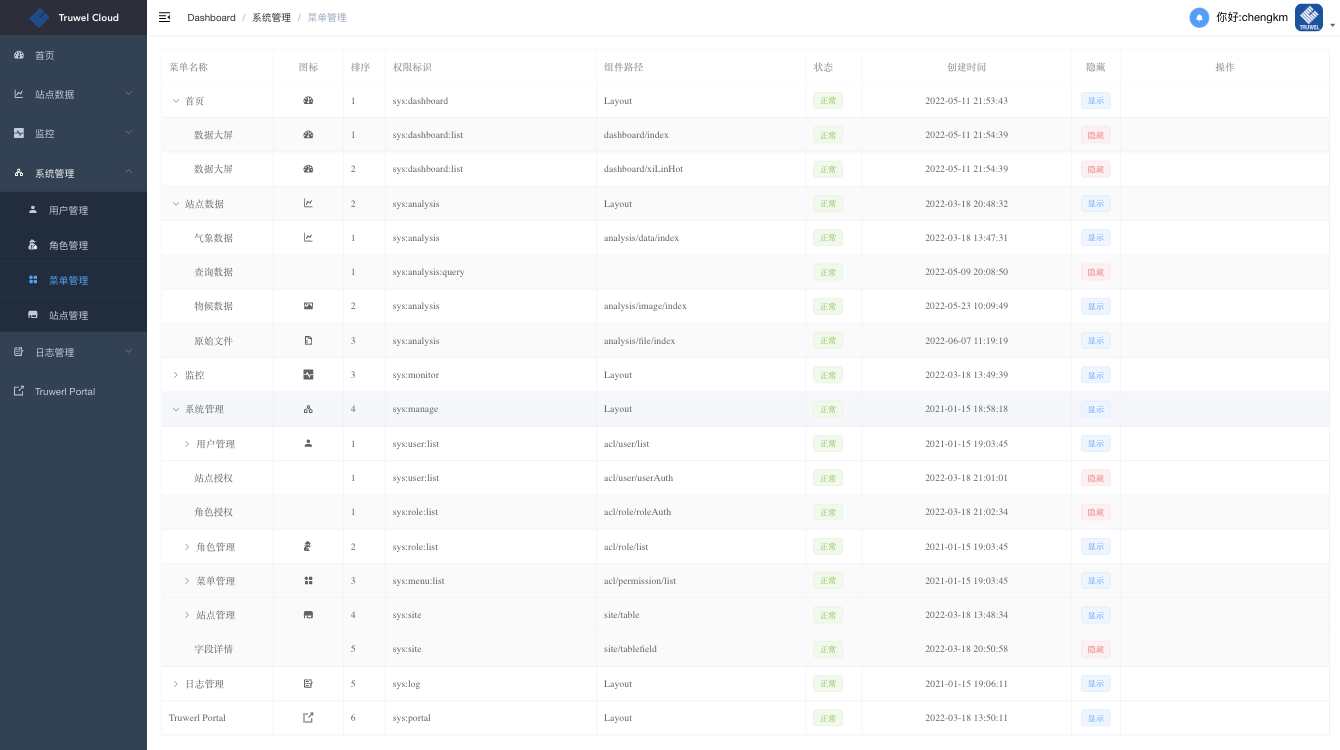 Truwel Cloud
Dashboard / 系统管理 / 菜单管理
你好:chengkm
TRUWEL
首页
站点数据
监控
系统管理
用户管理
角色管理
菜单管理
站点管理
日志管理
Truwerl Portal
菜单名称 图标 排序 权限标识 组件路径 状态 创建时间 隐藏 操作
首页 1 sys:dashboard Layout 正常 2022-05-11 21:53:43 显示
数据大屏 1 sys:dashboard:list dashboard/index 正常 2022-05-11 21:54:39 隐藏
数据大屏 2 sys:dashboard:list dashboard/xiLinHot 正常 2022-05-11 21:54:39 隐藏
站点数据 2 sys:analysis Layout 正常 2022-03-18 20:48:32 显示
气象数据 1 sys:analysis analysis/data/index 正常 2022-03-18 13:47:31 显示
查询数据 1 sys:analysis:query 正常 2022-05-09 20:08:50 隐藏
物候数据 2 sys:analysis analysis/image/index 正常 2022-05-23 10:09:49 显示
原始文件 3 sys:analysis analysis/file/index 正常 2022-06-07 11:19:19 显示
监控 3 sys:monitor Layout 正常 2022-03-18 13:49:39 显示
系统管理 4 sys:manage Layout 正常 2021-01-15 18:58:18 显示
用户管理 1 sys:user:list acl/user/list 正常 2021-01-15 19:03:45 显示
站点授权 1 sys:user:list acl/user/userAuth 正常 2022-03-18 21:01:01 隐藏
角色授权 1 sys:role:list acl/role/roleAuth 正常 2022-03-18 21:02:34 隐藏
角色管理 2 sys:role:list acl/role/list 正常 2021-01-15 19:03:45 显示
菜单管理 3 sys:menu:list acl/permission/list 正常 2021-01-15 19:03:45 显示
站点管理 4 sys:site site/table 正常 2022-03-18 13:48:34 显示
字段详情 5 sys:site site/tablefield 正常 2022-03-18 20:50:58 隐藏
日志管理 5 sys:log Layout 正常 2021-01-15 19:06:11 显示
Truwerl Portal 6 sys:portal Layout 正常 2022-03-18 13:50:11 显示